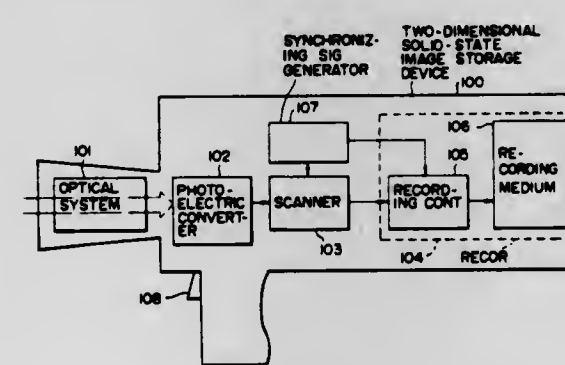 SYNCHRONIZ-
ING SIG
GENERATOR
TWO-DIMENSIONAL
SOLID-STATE
IMAGE STORAGE
DEVICE
100
107
106
101
102
105
OPTICAL
SYSTEM
PHOTO-
ELECTRIC
CONVERT-
ER
SCANNER
RECORD-
ING CONT
RE-
CORDING
MEDIUM
103
104
RECOR
108